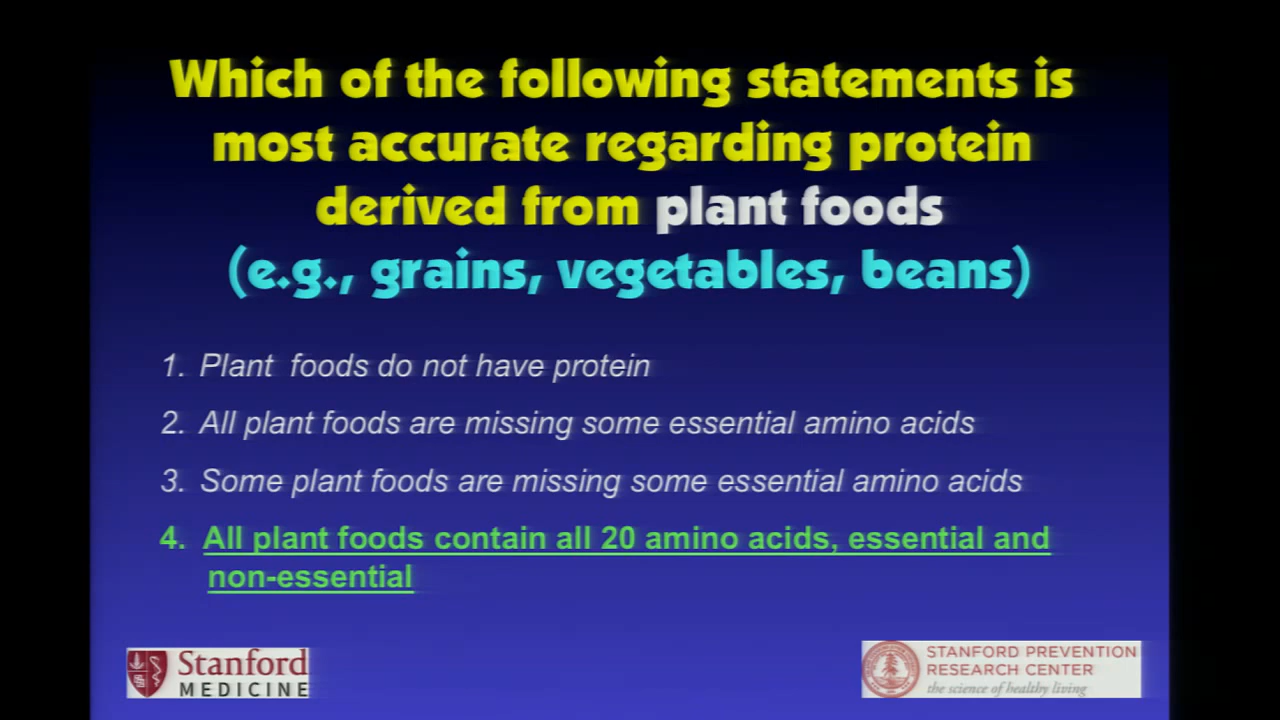 Which of the following statements is
most accurate regarding protein
derived from plant foods
(e.g., grains, vegetables, beans)
1. Plant foods do not have protein
2. All plant foods are missing some essential amino acids
3. Some plant foods are missing some essential amino acids
4. All plant foods contain all 20 amino acids, essential and
non-essential
Stanford
MEDICINE
STANFORD PREVENTION
RESEARCH CENTER
the science of healthy living